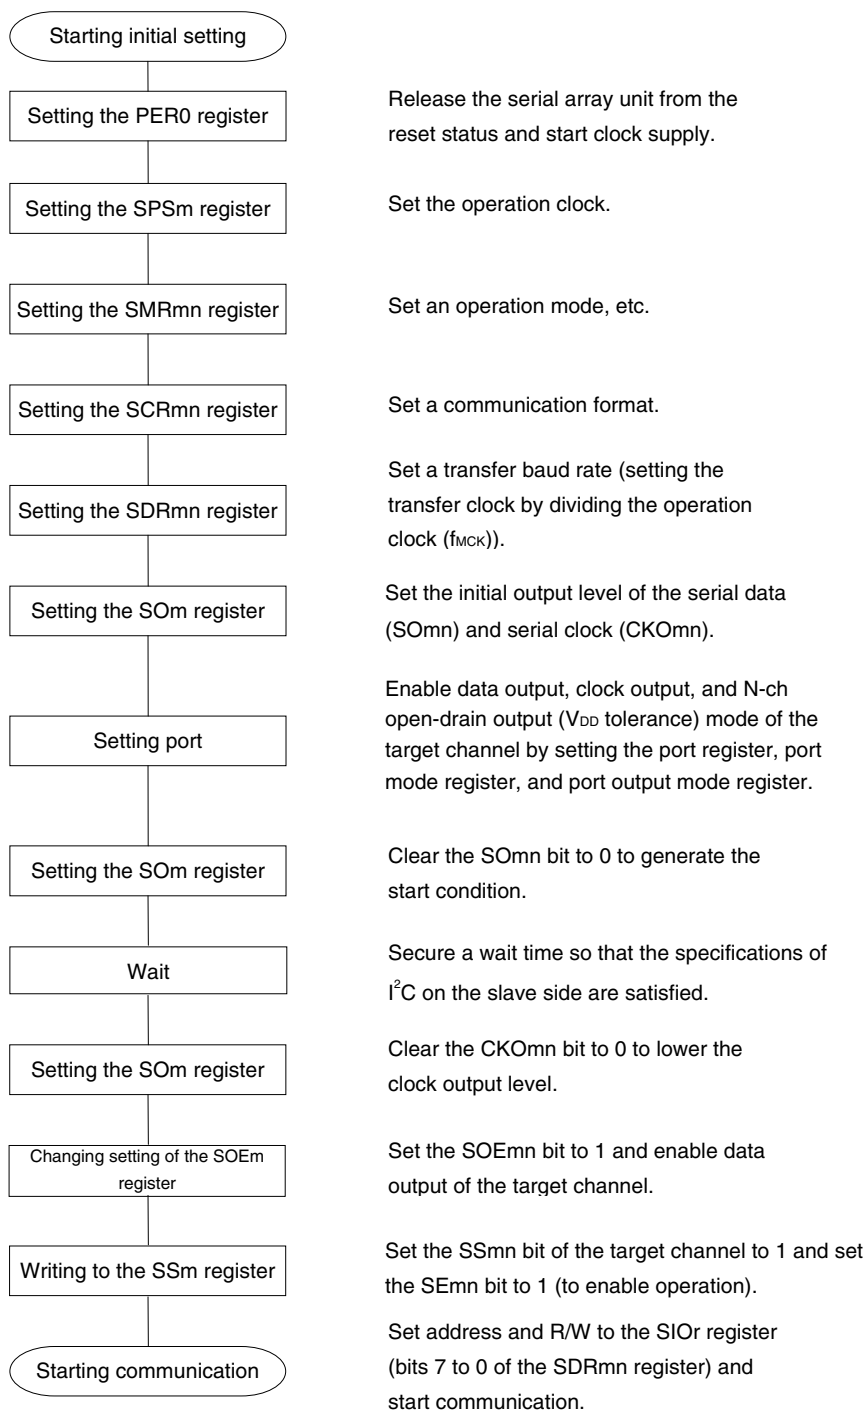 Starting initial setting
Setting the PER0 register
Release the serial array unit from the
reset status and start clock supply.
Setting the SPSm register
Set the operation clock.
Setting the SMRmn register
Set an operation mode, etc.
Setting the SCRmn register
Set a communication format.
Setting the SDRmn register
Set a transfer baud rate (setting the
transfer clock by dividing the operation
clock (fMCK)).
Setting the SOm register
Set the initial output level of the serial data
(SOmn) and serial clock (CKOmn).
Setting port
Enable data output, clock output, and N-ch
open-drain output (VDD tolerance) mode of the
target channel by setting the port register, port
mode register, and port output mode register.
Setting the SOm register
Clear the SOmn bit to 0 to generate the
start condition.
Wait
Secure a wait time so that the specifications of
I²C on the slave side are satisfied.
Setting the SOm register
Clear the CKOmn bit to 0 to lower the
clock output level.
Changing setting of the SOEm
register
Set the SOEmn bit to 1 and enable data
output of the target channel.
Writing to the SSm register
Set the SSmn bit of the target channel to 1 and set
the SEmn bit to 1 (to enable operation).
Starting communication
Set address and R/W to the SIOr register
(bits 7 to 0 of the SDRmn register) and
start communication.